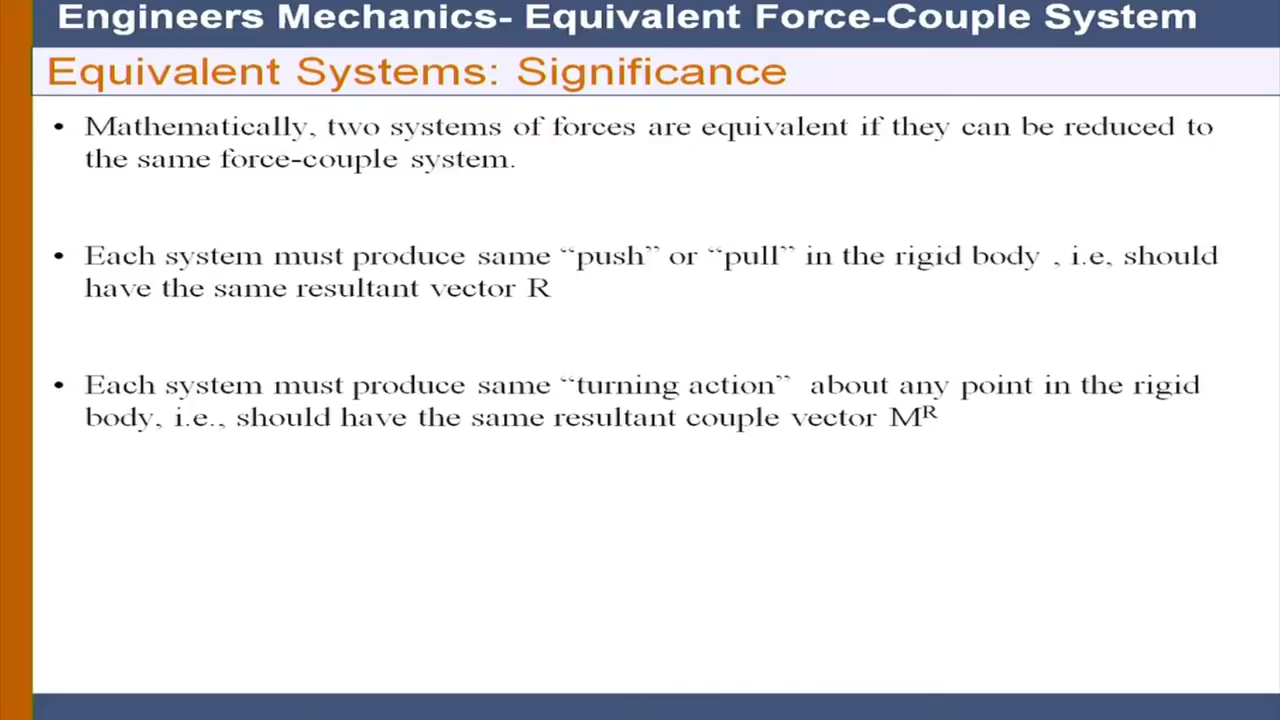 Engineers Mechanics- Equivalent Force-Couple System
Equivalent Systems: Significance
• Mathematically, two systems of forces are equivalent if they can be reduced to
the same force-couple system.
• Each system must produce same “push” or “pull” in the rigid body , i.e, should
have the same resultant vector R
• Each system must produce same “turning action” about any point in the rigid
body, i.e., should have the same resultant couple vector Mᴿ